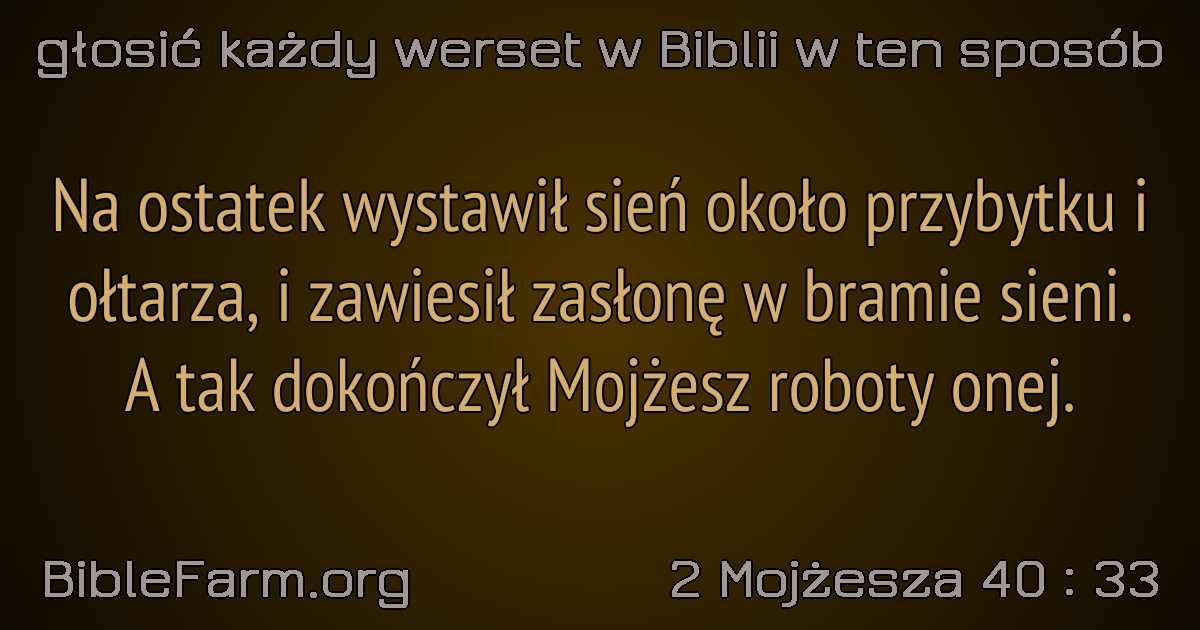 głosić każdy werset w Biblii w ten sposób
Na ostatek wystawił sień około przybytku i
ołtarza, i zawiesił zasłonę w bramie sieni.
A tak dokończył Mojżesz roboty onej.
BibleFarm.org
2 Mojżesza 40 : 33